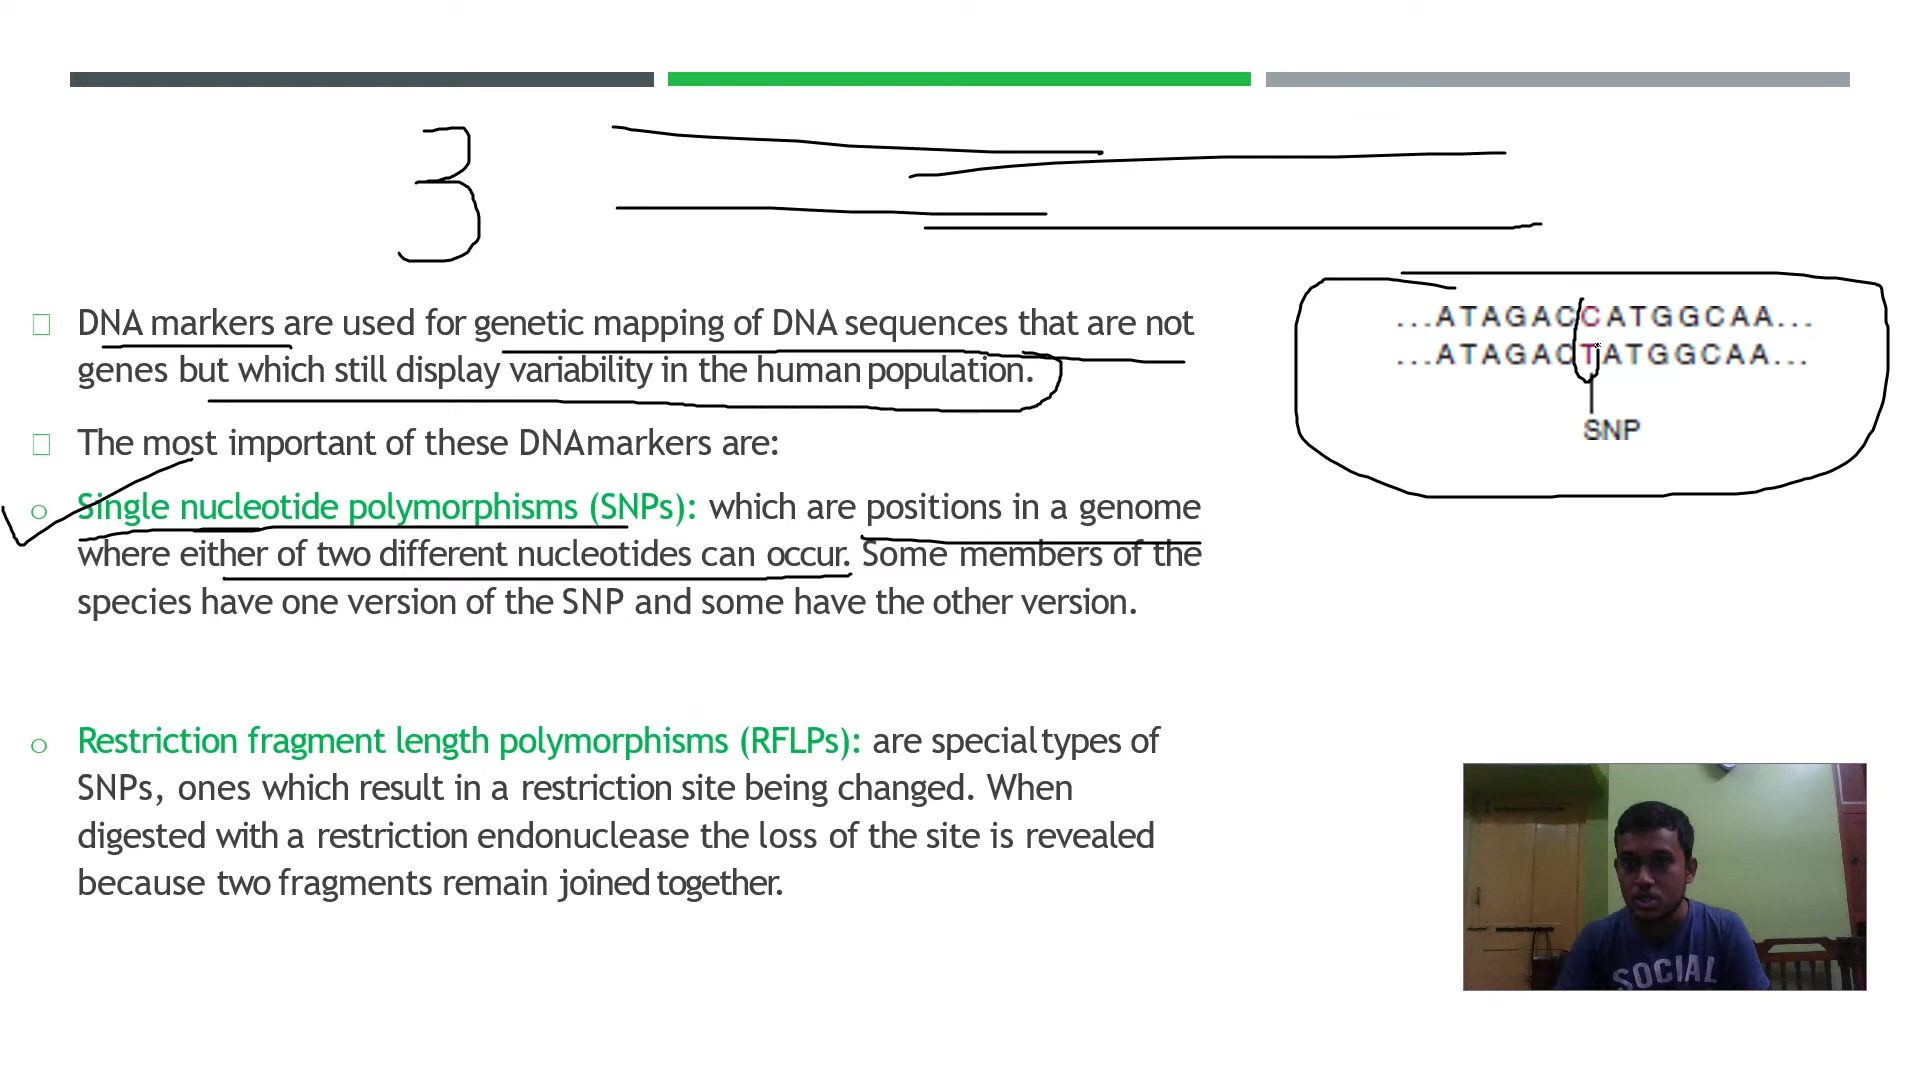 3
DNA markers are used for genetic mapping of DNA sequences that are not
genes but which still display variability in the human population.
The most important of these DNAmarkers are:
Single nucleotide polymorphisms (SNPs): which are positions in a genome
where either of two different nucleotides can occur. Some members of the
species have one version of the SNP and some have the other version.
Restriction fragment length polymorphisms (RFLPs): are special types of
SNPs, ones which result in a restriction site being changed. When
digested with a restriction endonuclease the loss of the site is revealed
because two fragments remain joined together.
...ATAGACCATGGCAA...
...ATAGACTATGGCAA...
SNP
SOCIAL